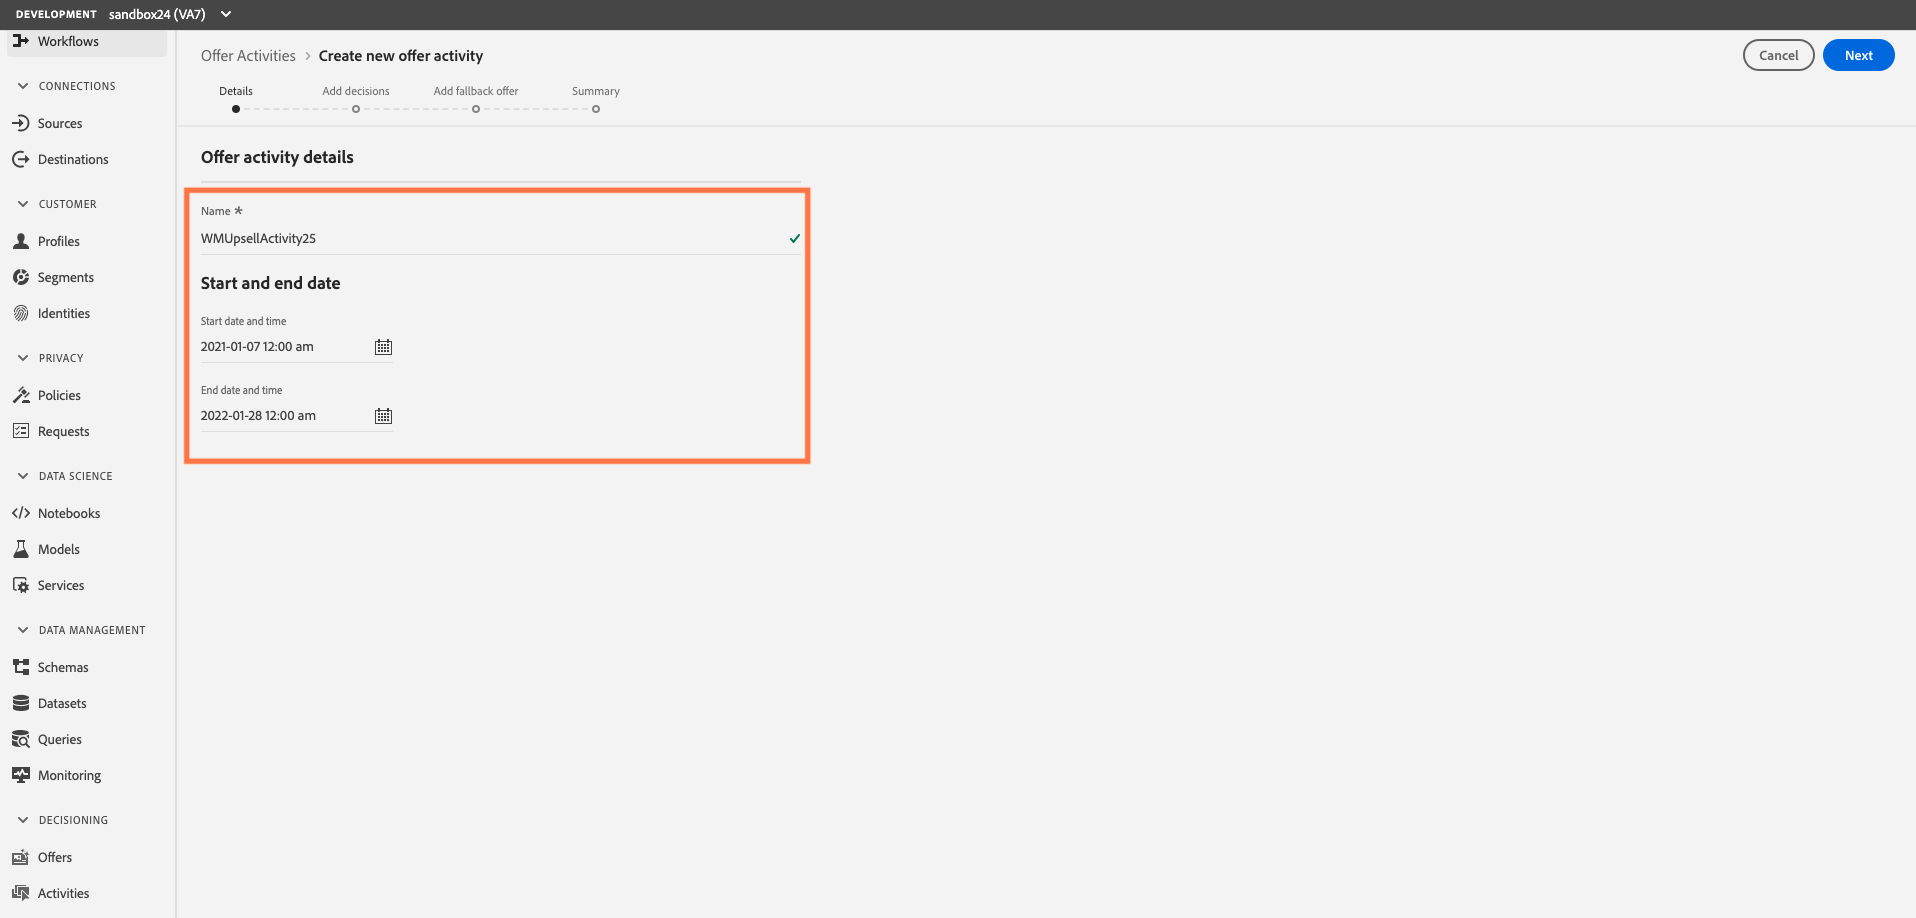 DEVELOPMENT sandbox24 (VA7)
Workflows
CONNECTIONS
Sources
Destinations
CUSTOMER
Profiles
Segments
Identities
PRIVACY
Policies
Requests
DATA SCIENCE
Notebooks
Models
Services
DATA MANAGEMENT
Schemas
Datasets
Queries
Monitoring
DECISIONING
Offers
Activities
Offer Activities > Create new offer activity
Cancel
Next
Details
Add decisions
Add fallback offer
Summary
Offer activity details
Name *
WMUpsellActivity25
Start and end date
Start date and time
2021-01-07 12:00 am
End date and time
2022-01-28 12:00 am